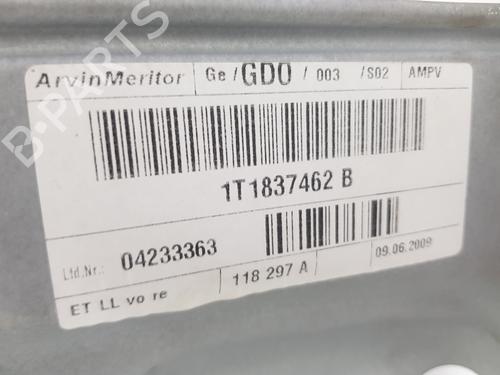 B-PARTS
ArvinMeritor Ge / GDO / 003 / S02 AMPV
1T1837462 B
Lfd.Nr.: 04233363
09.06.2009
ET LL vo re 118 297 A